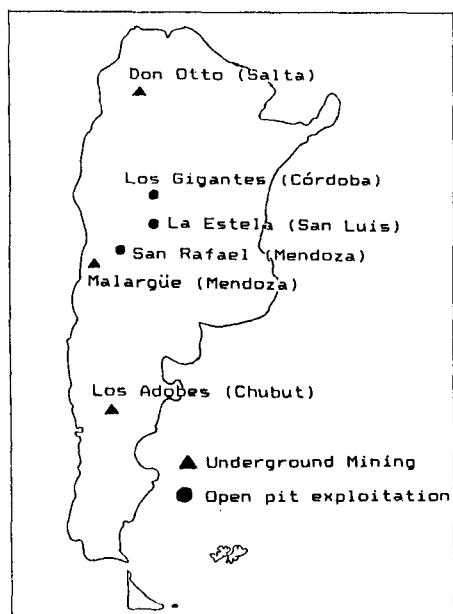 Don Otto (Salta)
Los Gigantes (Córdoba)
La Estela (San Luis)
San Rafael (Mendoza)
Malargüe (Mendoza)
Los Adobes (Chubut)
Underground Mining
Open pit exploitation